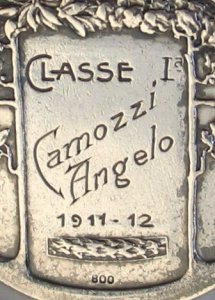 CLASSE Iª
Camozzi
Angelo
1911-12
800